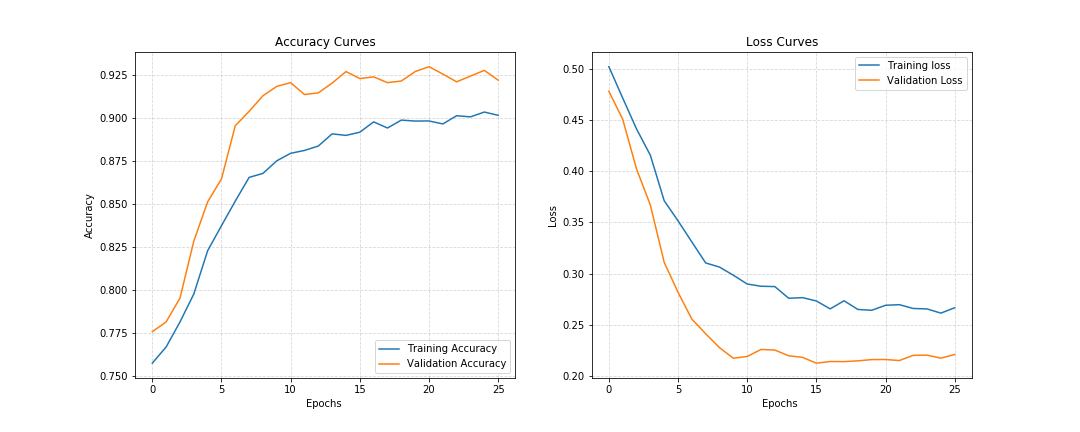 Accuracy Curves
Accuracy
0.925
0.900
0.875
0.850
0.825
0.800
0.775
0.750
Training Accuracy
Validation Accuracy
0 5 10 15 20 25
Epochs
Loss Curves
Loss
0.50
0.45
0.40
0.35
0.30
0.25
0.20
Training loss
Validation Loss
0 5 10 15 20 25
Epochs